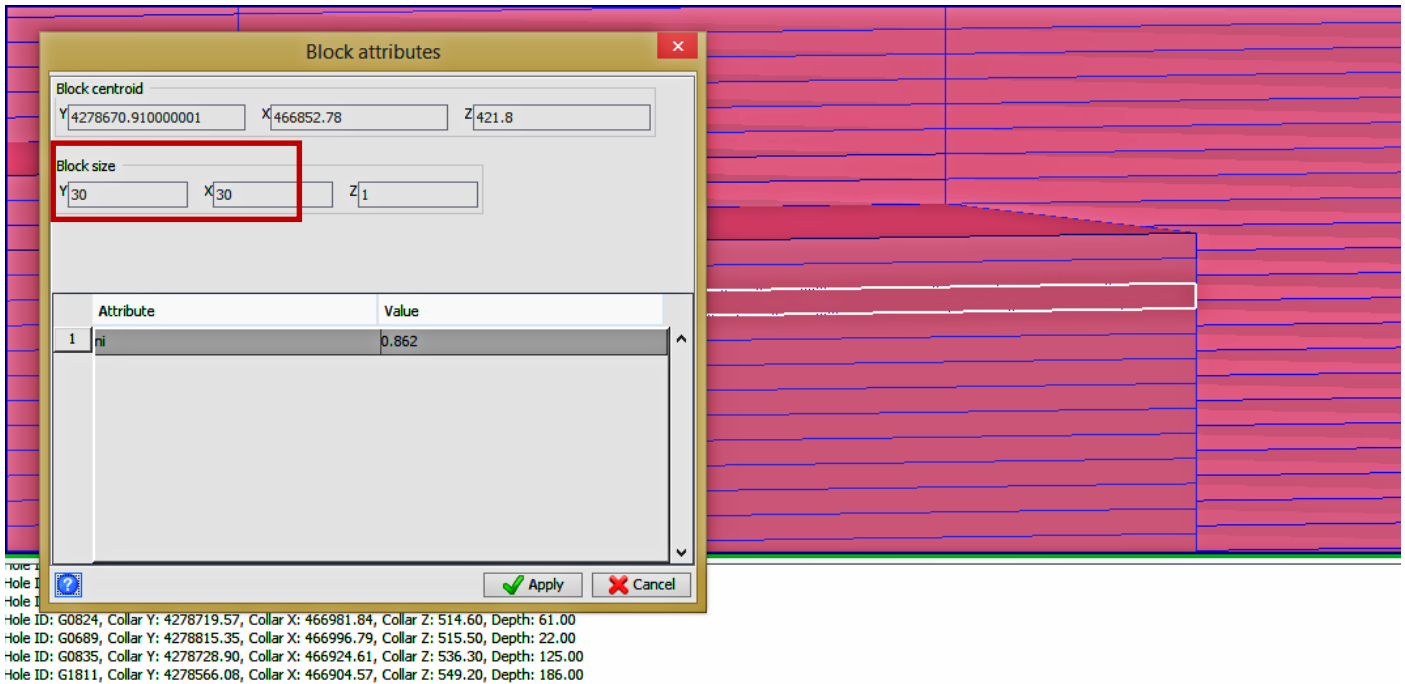 Block attributes
Block centroid
Y 4278670.910000001 X 466852.78 Z 421.8
Block size
Y 30 X 30 Z 1
Attribute Value
1 ni 0.862
Apply Cancel
Hole I
Hole I
Hole I
Hole ID: G0824, Collar Y: 4278719.57, Collar X: 466981.84, Collar Z: 514.60, Depth: 61.00
Hole ID: G0689, Collar Y: 4278815.35, Collar X: 466996.79, Collar Z: 515.50, Depth: 22.00
Hole ID: G0835, Collar Y: 4278728.90, Collar X: 466924.61, Collar Z: 536.30, Depth: 125.00
Hole ID: G1811, Collar Y: 4278566.08, Collar X: 466904.57, Collar Z: 549.20, Depth: 186.00